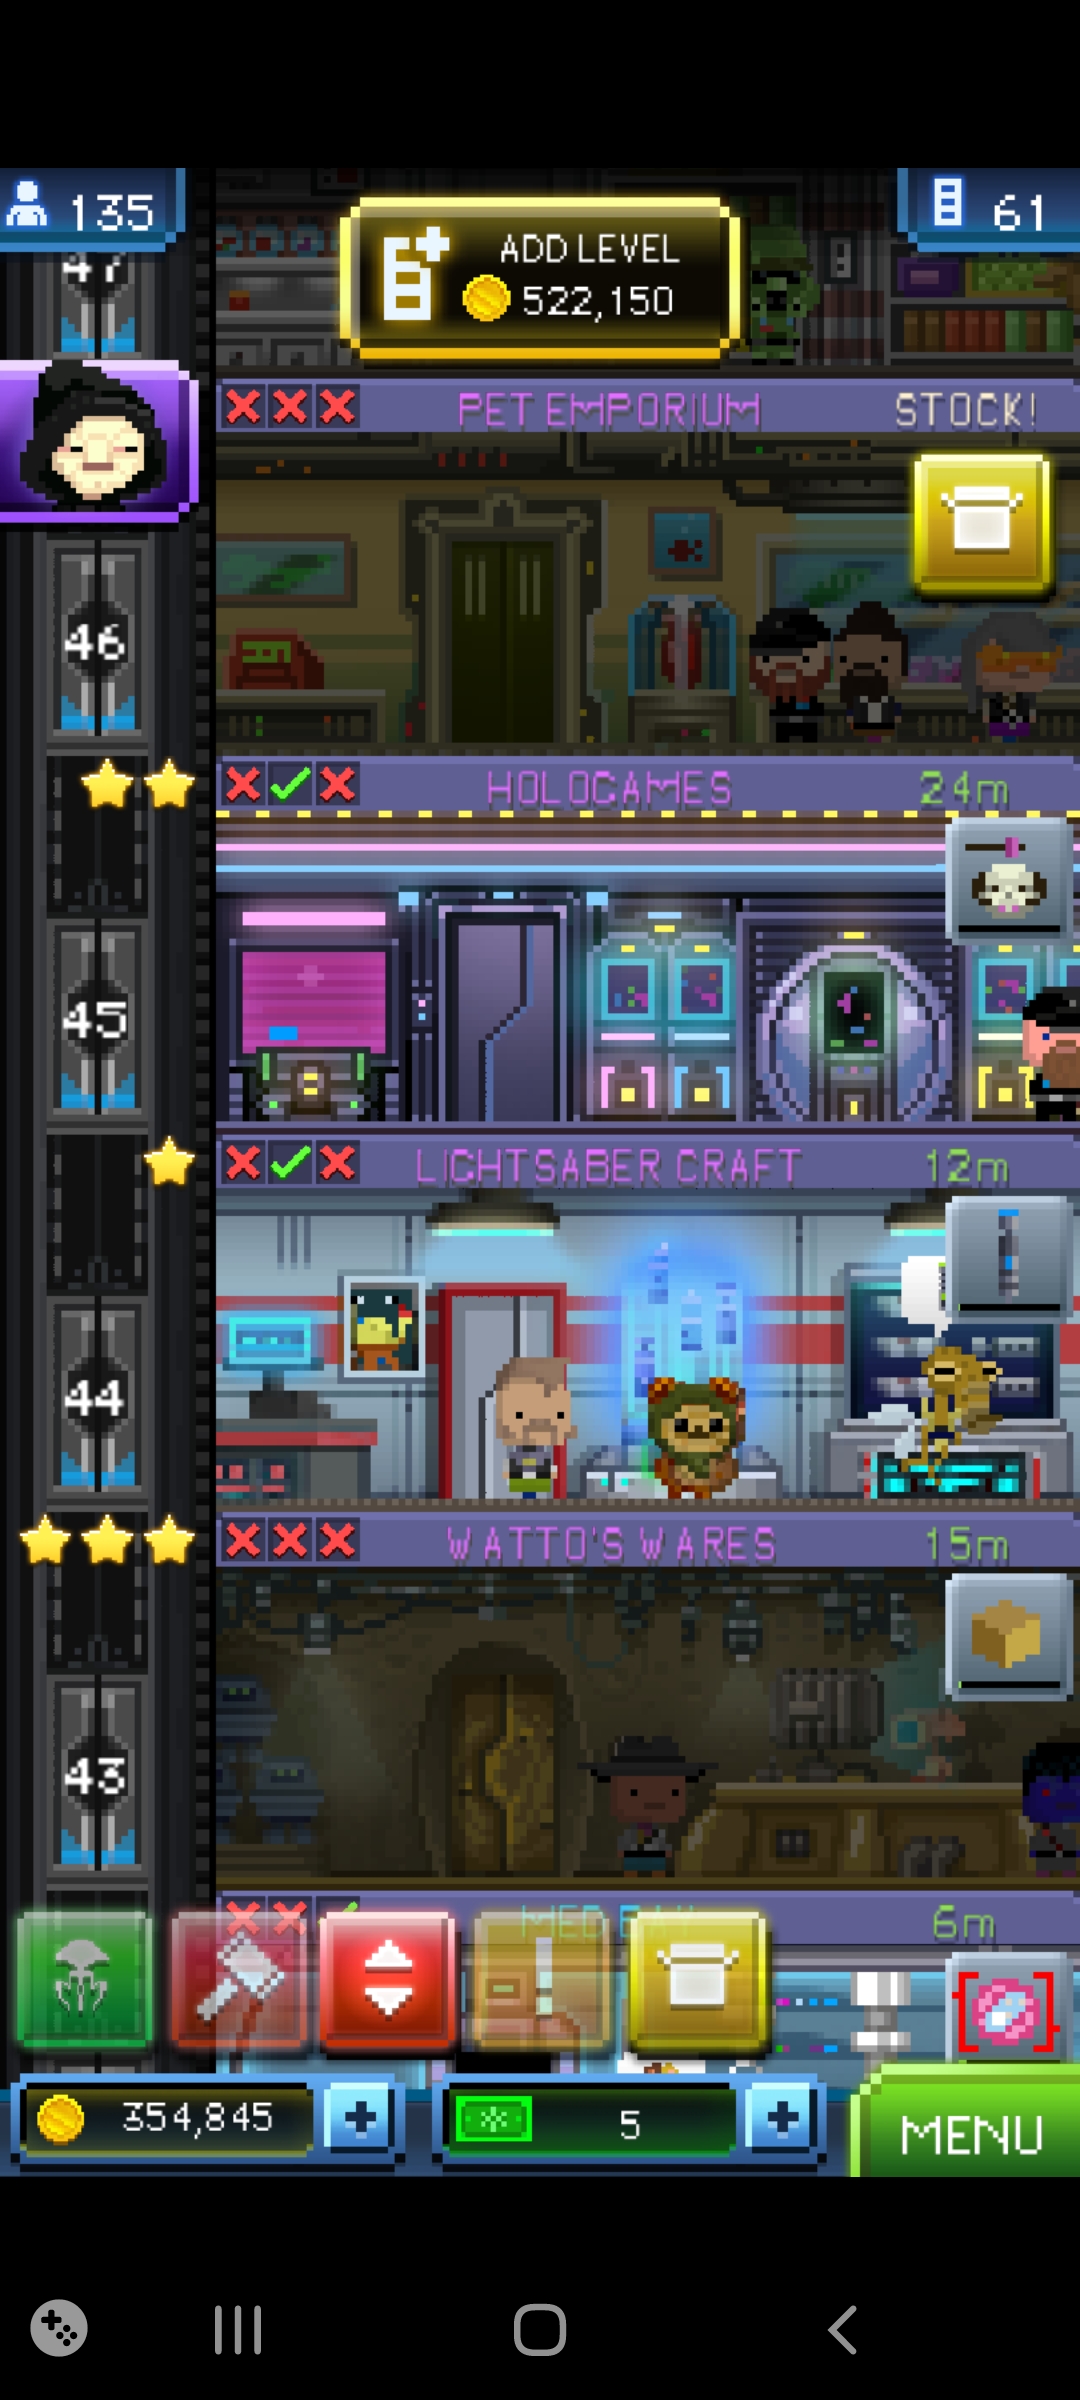 135
ADD LEVEL
522,150
61
47
PET EMPORIUM
STOCK!
46
HOLOGAMES
24m
45
LIGHTSABER CRAFT
12m
44
WATTO'S WARES
15m
43
MED BAY
6m
354,845
5
MENU